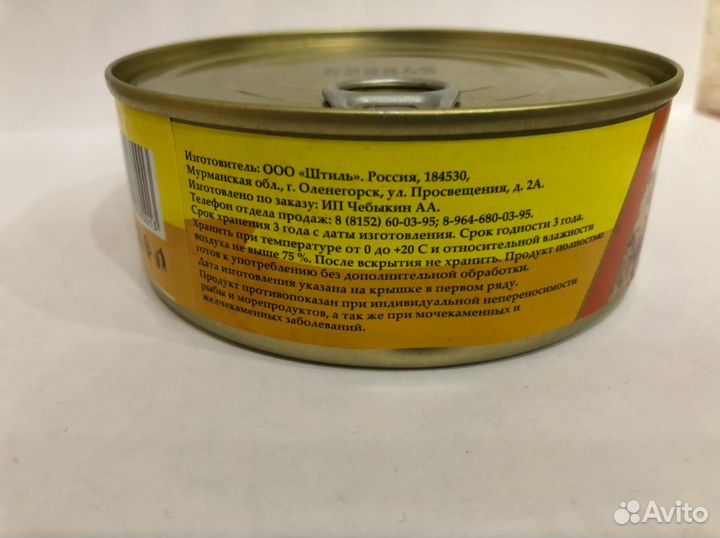 Изготовитель: ООО «Штиль». Россия, 184530,
Мурманская обл., г. Оленегорск, ул. Просвещения, д. 2А.
Изготовлено по заказу: ИП Чебыкин АА.
Телефон отдела продаж: 8 (8152) 60-03-95; 8-964-680-03-95.
Срок хранения 3 года с даты изготовления. Срок годности 3 года.
Хранить при температуре от 0 до +20 С и относительной влажности
воздуха не выше 75 %. После вскрытия не хранить. Продукт полностью
готов к употреблению без дополнительной обработки.
Дата изготовления указана на крышке в первом ряду.
Продукт противопоказан при индивидуальной непереносимости
рыбы и морепродуктов, а так же при мочекаменных и
желчекаменных заболеваний.
Avito